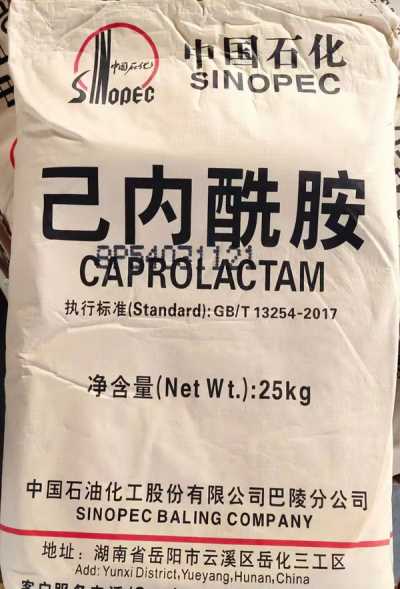 中国石化
SINOPEC
中国石化
SINOPEC
己内酰胺
CAPROLACTAM
执行标准(Standard):GB/T 13254-2017
净含量(Net Wt.):25kg
中国石油化工股份有限公司巴陵分公司
SINOPEC BALING COMPANY
地址:湖南省岳阳市云溪区岳化三工区
Add: Yunxi District,Yueyang,Hunan,China